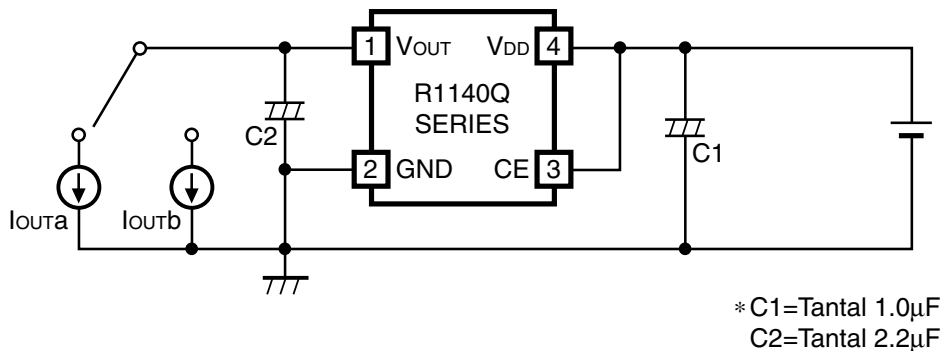 1 VOUT VDD 4
R1140Q
SERIES
C2
C1
2 GND CE 3
IOUTa IOUTb
*C1=Tantal 1.0μF
C2=Tantal 2.2μF